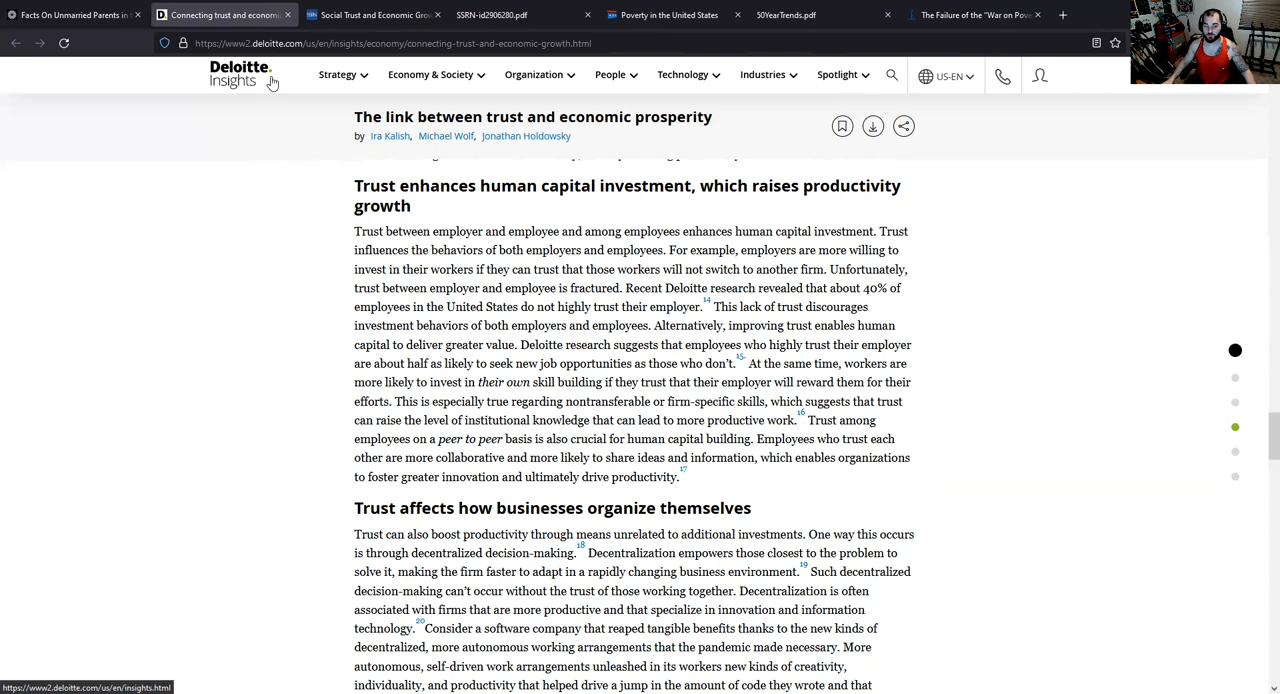 Facts On Unmarried Parents in t
Connecting trust and economi
Social Trust and Economic Gro
SSRN-id2906280.pdf
Poverty in the United States
50YearTrends.pdf
The Failure of the "War on Pove
https://www2.deloitte.com/us/en/insights/economy/connecting-trust-and-economic-growth.html
Deloitte.
Insights
Strategy
Economy & Society
Organization
People
Technology
Industries
Spotlight
US-EN
The link between trust and economic prosperity
by Ira Kalish, Michael Wolf, Jonathan Holdowsky
Trust enhances human capital investment, which raises productivity
growth
Trust between employer and employee and among employees enhances human capital investment. Trust
influences the behaviors of both employers and employees. For example, employers are more willing to
invest in their workers if they can trust that those workers will not switch to another firm. Unfortunately,
trust between employer and employee is fractured. Recent Deloitte research revealed that about 40% of
employees in the United States do not highly trust their employer.14 This lack of trust discourages
investment behaviors of both employers and employees. Alternatively, improving trust enables human
capital to deliver greater value. Deloitte research suggests that employees who highly trust their employer
are about half as likely to seek new job opportunities as those who don't.15. At the same time, workers are
more likely to invest in their own skill building if they trust that their employer will reward them for their
efforts. This is especially true regarding nontransferable or firm-specific skills, which suggests that trust
can raise the level of institutional knowledge that can lead to more productive work.16 Trust among
employees on a peer to peer basis is also crucial for human capital building. Employees who trust each
other are more collaborative and more likely to share ideas and information, which enables organizations
to foster greater innovation and ultimately drive productivity.17
Trust affects how businesses organize themselves
Trust can also boost productivity through means unrelated to additional investments. One way this occurs
is through decentralized decision-making.18 Decentralization empowers those closest to the problem to
solve it, making the firm faster to adapt in a rapidly changing business environment.19 Such decentralized
decision-making can't occur without the trust of those working together. Decentralization is often
associated with firms that are more productive and that specialize in innovation and information
technology.20 Consider a software company that reaped tangible benefits thanks to the new kinds of
decentralized, more autonomous working arrangements that the pandemic made necessary. More
autonomous, self-driven work arrangements unleashed in its workers new kinds of creativity,
individuality, and productivity that helped drive a jump in the amount of code they wrote and that
https://www2.deloitte.com/us/en/insights.html